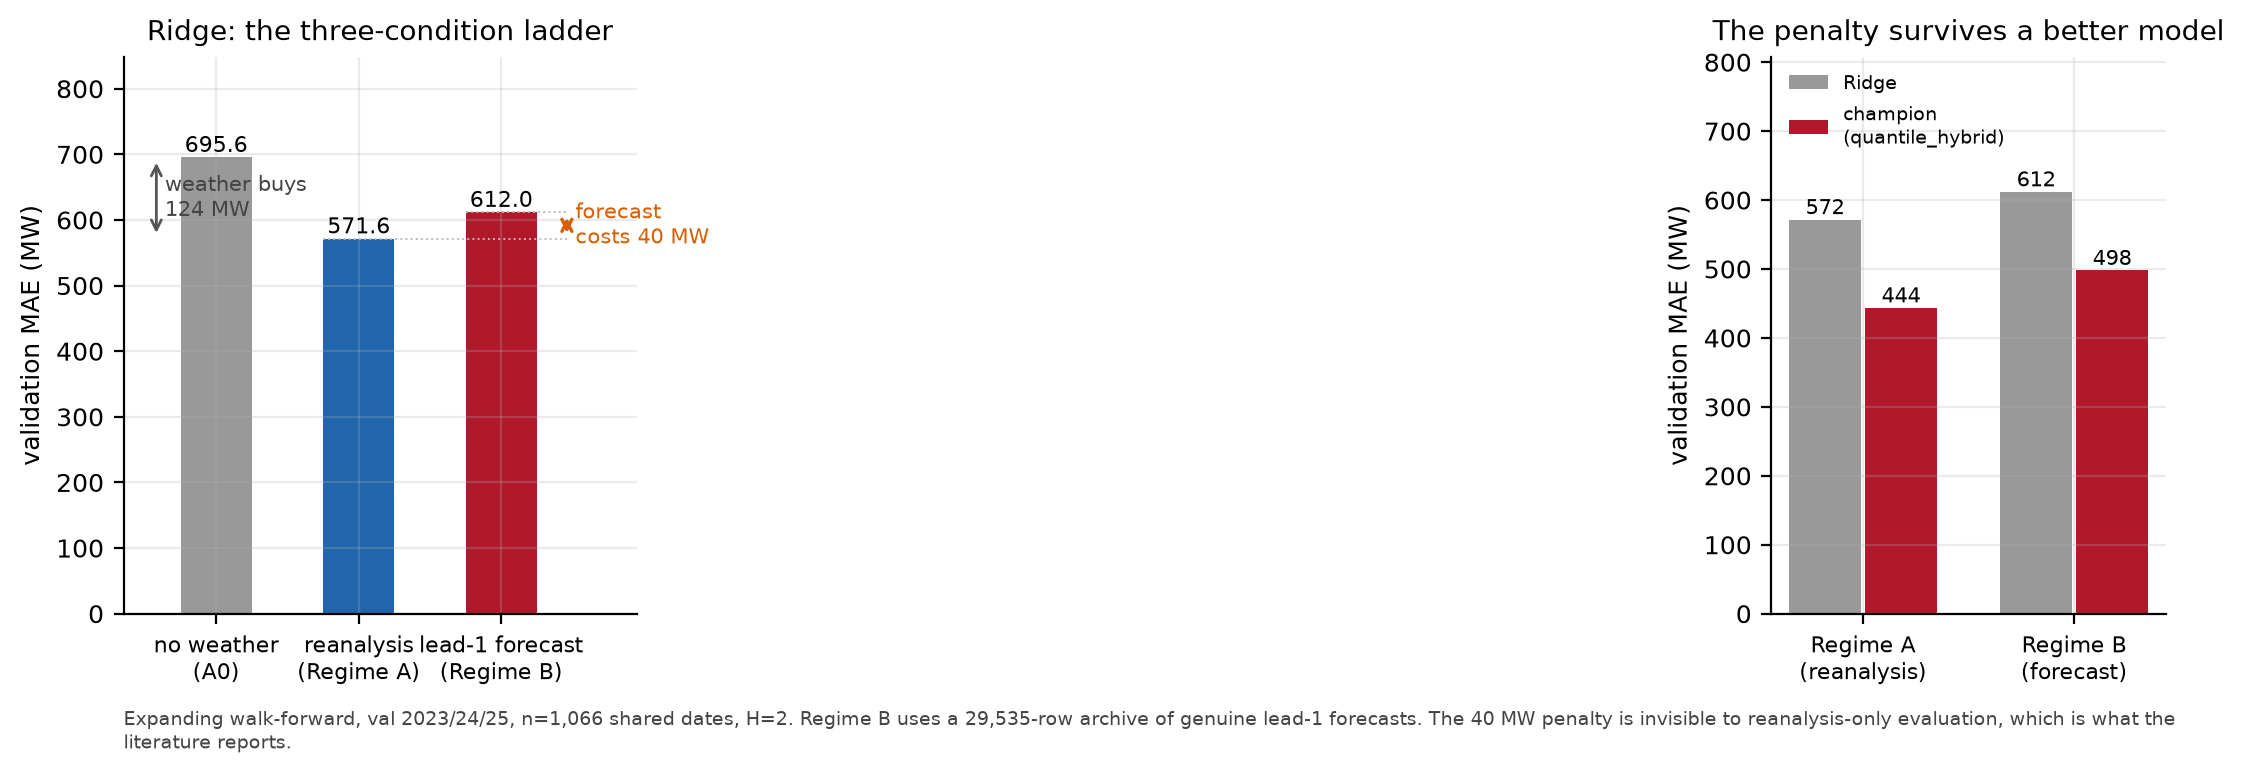 Ridge: the three-condition ladder
validation MAE (MW)
800
700
600
500
400
300
200
100
0
695.6
571.6
612.0
weather buys
124 MW
forecast
costs 40 MW
no weather
(A0)
reanalysis
(Regime A)
lead-1 forecast
(Regime B)
The penalty survives a better model
validation MAE (MW)
800
700
600
500
400
300
200
100
0
Ridge
champion
(quantile_hybrid)
572
444
612
498
Regime A
(reanalysis)
Regime B
(forecast)
Expanding walk-forward, val 2023/24/25, n=1,066 shared dates, H=2. Regime B uses a 29,535-row archive of genuine lead-1 forecasts. The 40 MW penalty is invisible to reanalysis-only evaluation, which is what the
literature reports.